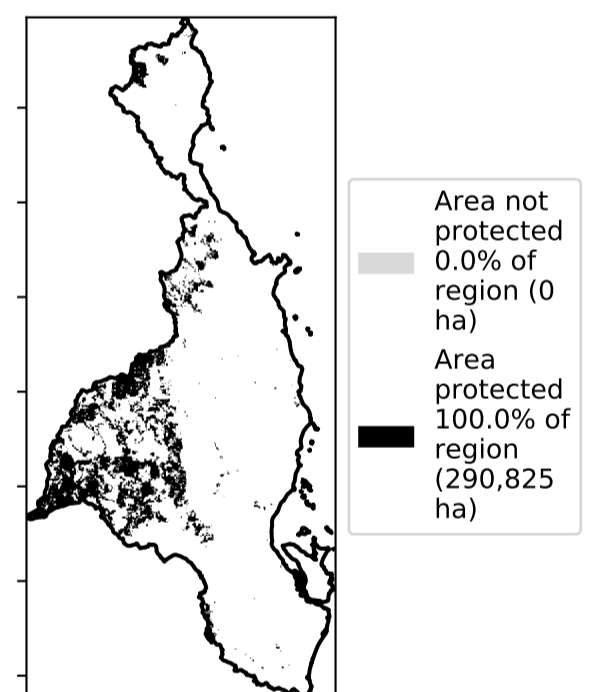 Area not
protected
0.0% of
region (0
ha)
Area
protected
100.0% of
region
(290,825
ha)